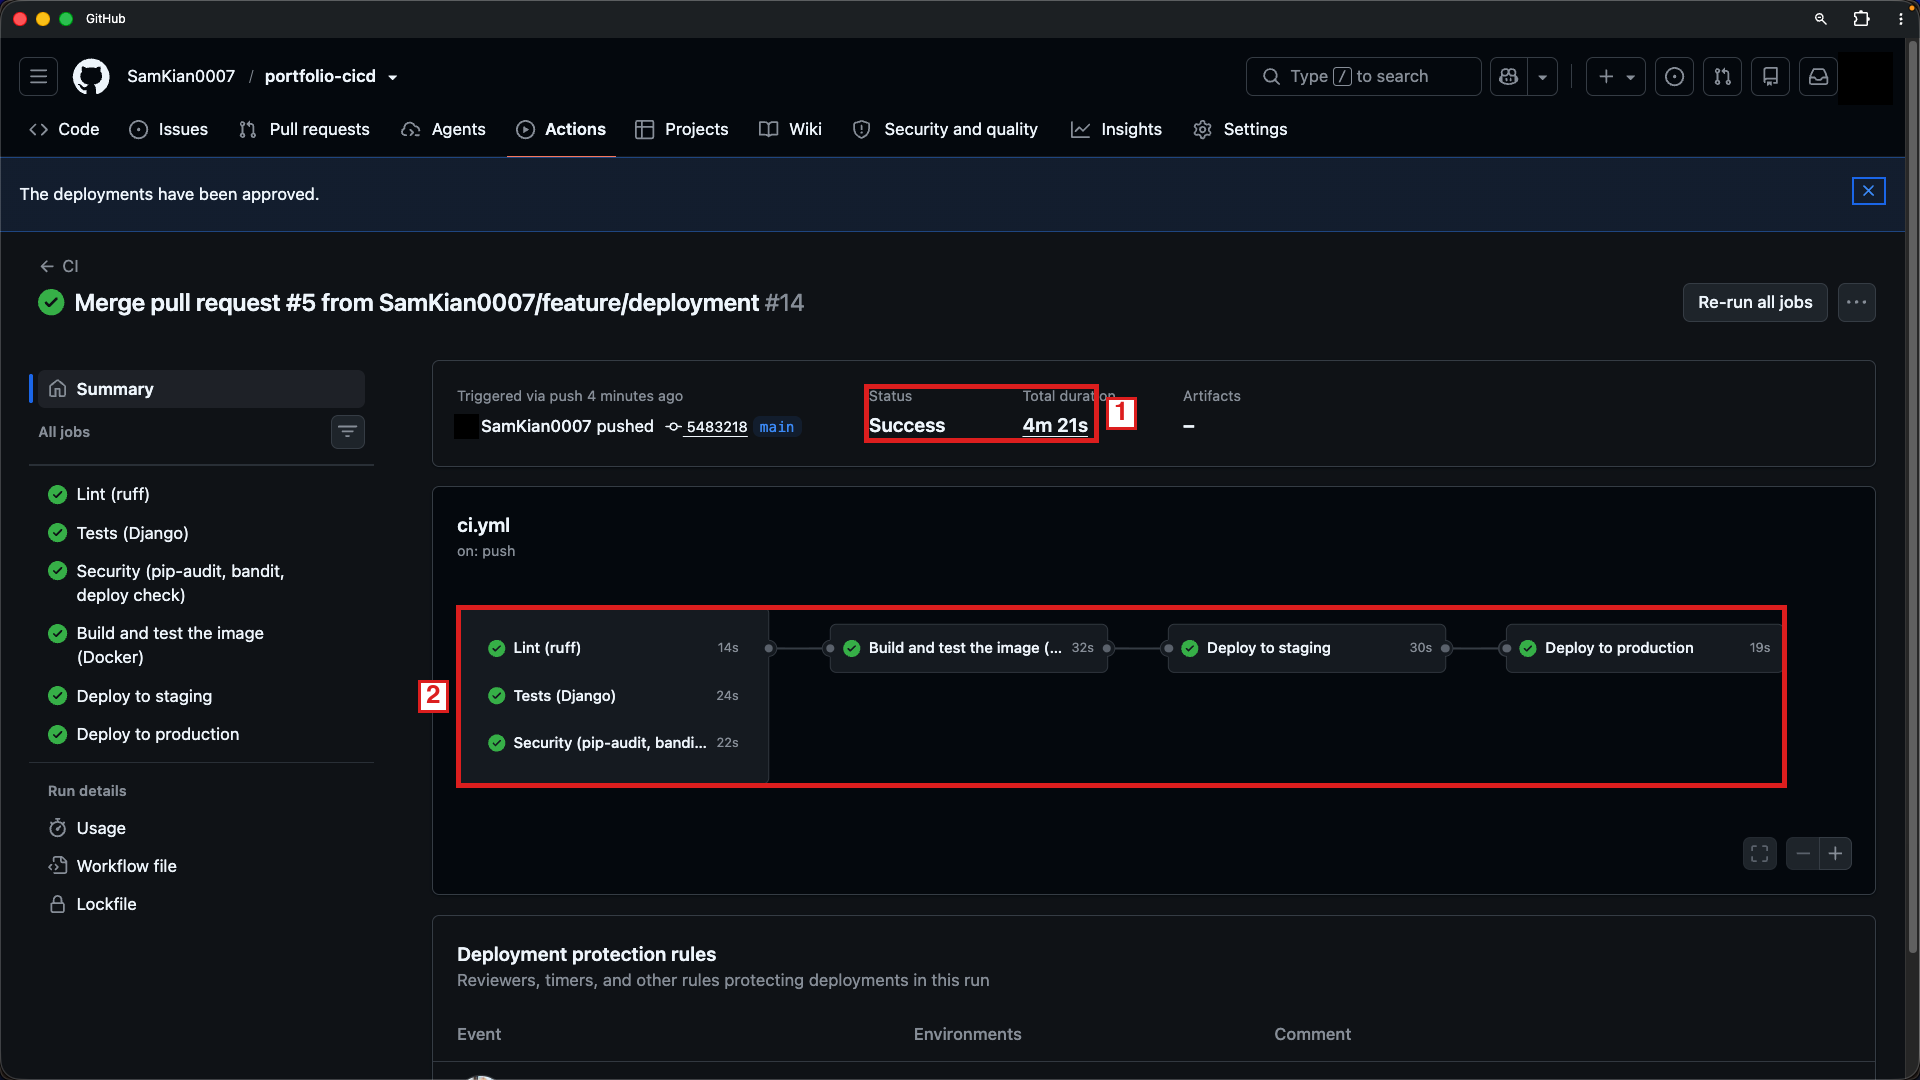 GitHub
SamKian0007 / portfolio-cicd
Type / to search
Code
Issues
Pull requests
Agents
Actions
Projects
Wiki
Security and quality
Insights
Settings
The deployments have been approved.
CI
Merge pull request #5 from SamKian0007/feature/deployment #14
Re-run all jobs
Summary
All jobs
Lint (ruff)
Tests (Django)
Security (pip-audit, bandit,
deploy check)
Build and test the image
(Docker)
Deploy to staging
Deploy to production
Run details
Usage
Workflow file
Lockfile
Triggered via push 4 minutes ago
SamKian0007 pushed 5483218 main
Status
Success
Total duration
4m 21s
1
Artifacts
–
ci.yml
on: push
2
Lint (ruff) 14s
Tests (Django) 24s
Security (pip-audit, bandi... 22s
Build and test the image (... 32s
Deploy to staging 30s
Deploy to production 19s
Deployment protection rules
Reviewers, timers, and other rules protecting deployments in this run
Event Environments Comment